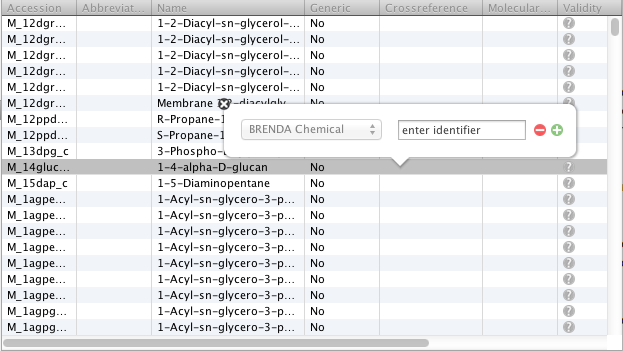 Accession Abbreviat... Name Generic Crossreference Molecular... Validity
M_12dgr... 1-2-Diacyl-sn-glycerol-... No ?
M_12dgr... 1-2-Diacyl-sn-glycerol-... No ?
M_12dgr... 1-2-Diacyl-sn-glycerol-... No ?
M_12dgr... 1-2-Diacyl-sn-glycerol-... No ?
M_12dgr... 1-2-Diacyl-sn-glycerol-... No ?
M_12dgr... Membrane
M_12ppd... R-Propane-1
BRENDA Chemical enter identifier
M_12ppd... S-Propane-1
M_13dpg_c 3-Phospho-
M_14gluc... 1-4-alpha-D-glucan No ?
M_15dap_c 1-5-Diaminopentane No ?
M_1agpe... 1-Acyl-sn-glycero-3-p... No ?
M_1agpe... 1-Acyl-sn-glycero-3-p... No ?
M_1agpe... 1-Acyl-sn-glycero-3-p... No ?
M_1agpe... 1-Acyl-sn-glycero-3-p... No ?
M_1agpe... 1-Acyl-sn-glycero-3-p... No ?
M_1agpe... 1-Acyl-sn-glycero-3-p... No ?
M_1agpe... 1-Acyl-sn-glycero-3-p... No ?
M_1agpg... 1-Acyl-sn-glycero-3-p... No ?
M_1agpg... 1-Acyl-sn-glycero-3-p... No ?